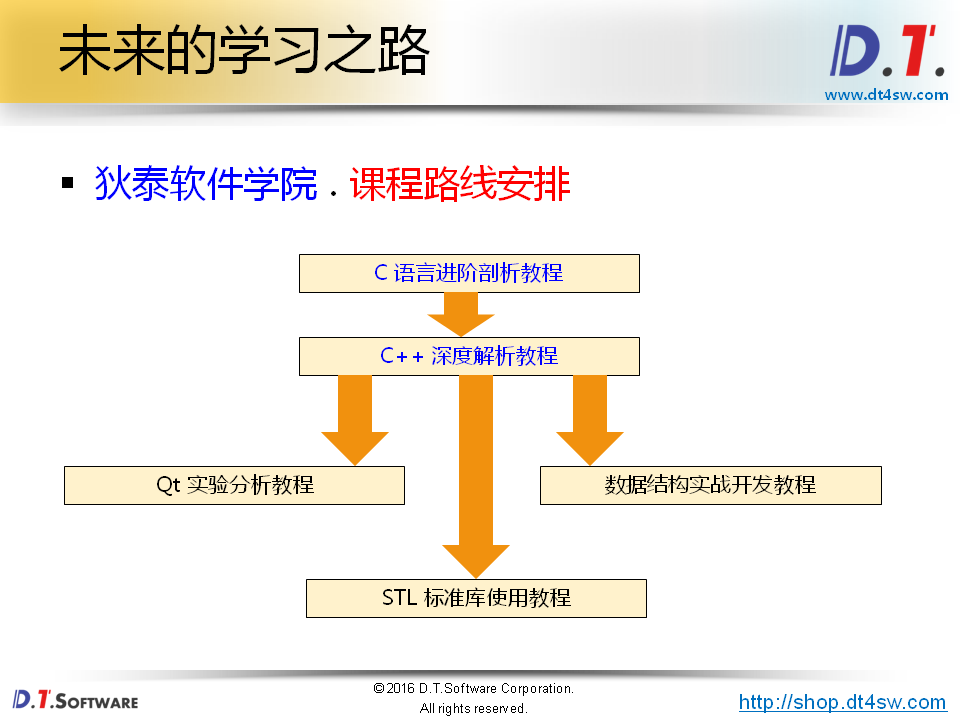 未来的学习之路
D.T.
www.dt4sw.com
狄泰软件学院.课程路线安排
C 语言进阶剖析教程
C++ 深度解析教程
Qt 实验分析教程
数据结构实战开发教程
STL 标准库使用教程
D.T.SOFTWARE
©2016 D.T.Software Corporation.
All rights reserved.
http://shop.dt4sw.com